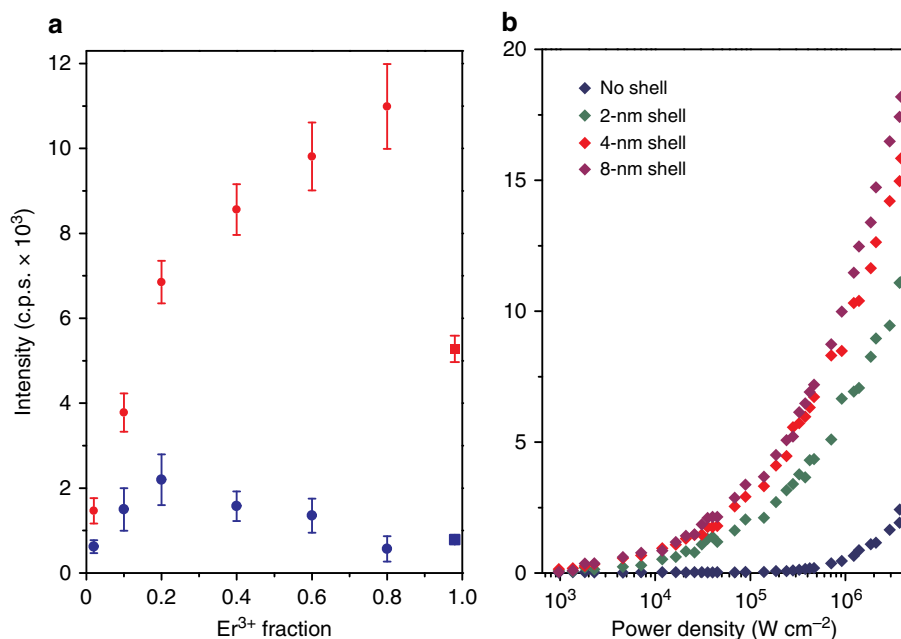 a
b
Intensity (c.p.s. × 10³)
12
10
8
6
4
2
0
0
0.2
0.4
0.6
0.8
1.0
Er³⁺ fraction
20
15
10
5
0
No shell
2-nm shell
4-nm shell
8-nm shell
10³
10⁴
10⁵
10⁶
Power density (W cm⁻²)